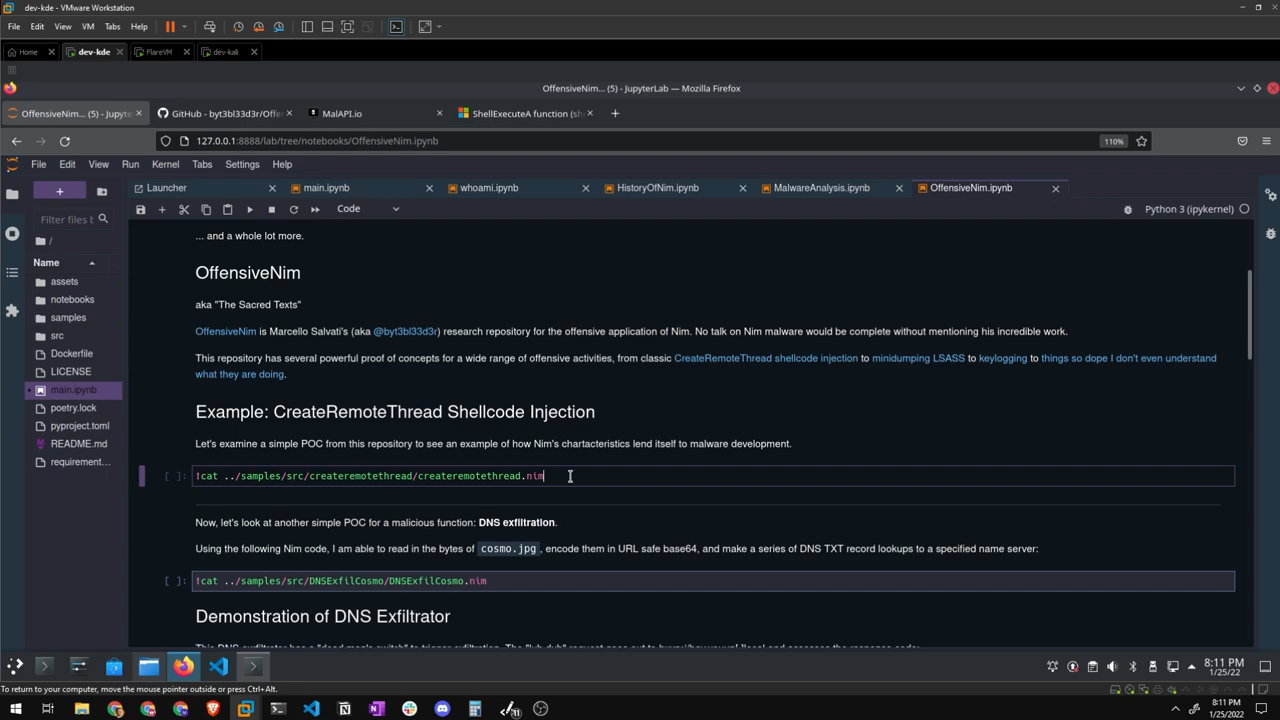 dev-kde - VMware Workstation
File Edit View VM Tabs Help
Home dev-kde FlareVM dev-kali
OffensiveNim... (5) - JupyterLab — Mozilla Firefox
OffensiveNim... (5) - Jupyte GitHub - byt3bl33d3r/Offe MalAPI.io ShellExecuteA function (sh
127.0.0.1:8888/lab/tree/notebooks/OffensiveNim.ipynb 110%
File Edit View Run Kernel Tabs Settings Help
Launcher main.ipynb whoami.ipynb HistoryOfNim.ipynb MalwareAnalysis.ipynb OffensiveNim.ipynb
Code Python 3 (ipykernel)
Filter files b
/
Name
assets
notebooks
samples
src
Dockerfile
LICENSE
main.ipynb
poetry.lock
pyproject.toml
README.md
requirement...
... and a whole lot more.
OffensiveNim
aka "The Sacred Texts"
OffensiveNim is Marcello Salvati's (aka @byt3bl33d3r) research repository for the offensive application of Nim. No talk on Nim malware would be complete without mentioning his incredible work.
This repository has several powerful proof of concepts for a wide range of offensive activities, from classic CreateRemoteThread shellcode injection to minidumping LSASS to keylogging to things so dope I don't even understand
what they are doing.
Example: CreateRemoteThread Shellcode Injection
Let's examine a simple POC from this repository to see an example of how Nim's chartacteristics lend itself to malware development.
[ ]: !cat ../samples/src/createremotethread/createremotethread.nim
Now, let's look at another simple POC for a malicious function: DNS exfiltration.
Using the following Nim code, I am able to read in the bytes of cosmo.jpg, encode them in URL safe base64, and make a series of DNS TXT record lookups to a specified name server:
[ ]: !cat ../samples/src/DNSExfilCosmo/DNSExfilCosmo.nim
Demonstration of DNS Exfiltrator
8:11 PM
1/25/22
To return to your computer, move the mouse pointer outside or press Ctrl+Alt.
8:11 PM
1/25/2022